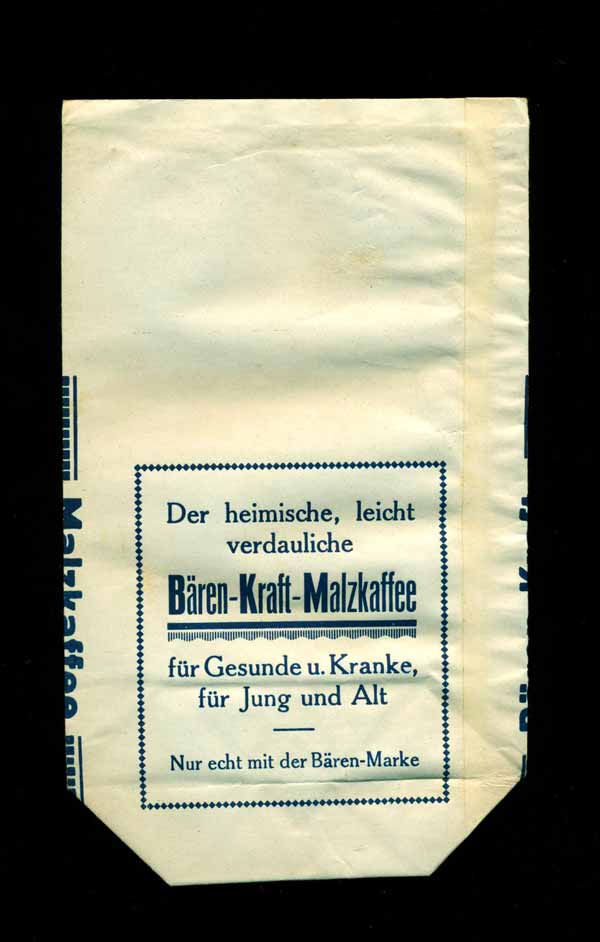 Der heimische, leicht
verdauliche
Bären-Kraft-Malzkaffee
für Gesunde u. Kranke,
für Jung und Alt
Nur echt mit der Bären-Marke
Malzkaffee